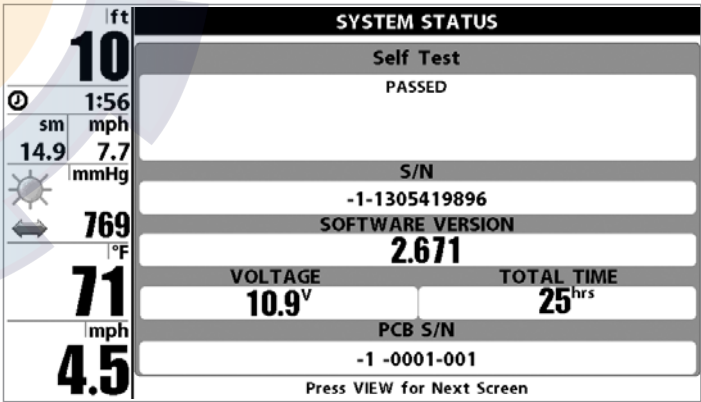 ft
10
1:56
sm mph
14.9 7.7
mmHg
769
°F
71
mph
4.5
SYSTEM STATUS
Self Test
PASSED
S/N
-1-1305419896
SOFTWARE VERSION
2.671
VOLTAGE TOTAL TIME
10.9V 25hrs
PCB S/N
-1 -0001-001
Press VIEW for Next Screen